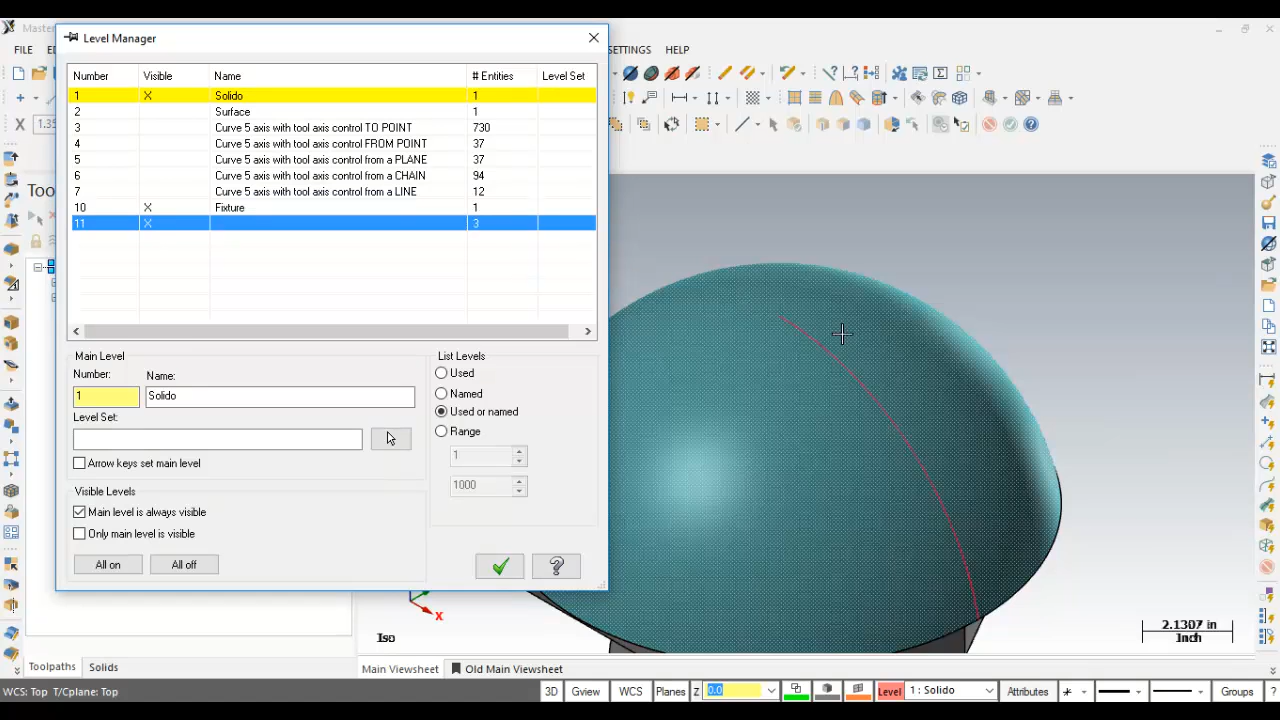 Mas
Level Manager
FILE E SETTINGS HELP
Number Visible Name # Entities Level Set
1 X Solido 1
2 Surface 1
3 Curve 5 axis with tool axis control TO POINT 730
4 Curve 5 axis with tool axis control FROM POINT 37
5 Curve 5 axis with tool axis control from a PLANE 37
6 Curve 5 axis with tool axis control from a CHAIN 94
7 Curve 5 axis with tool axis control from a LINE 12
10 X Fixture 1
11 X 3
X 1.35
Too
Main Level
Number: Name:
1 Solido
Level Set:
Arrow keys set main level
Visible Levels
Main level is always visible
Only main level is visible
All on All off
List Levels
Used
Named
Used or named
Range
1
1000
X
Iso
2.1307 in
Inch
Toolpaths Solids
Main Viewsheet Old Main Viewsheet
WCS: Top T/Cplane: Top 3D Gview WCS Planes Z 0.0 Level 1 : Solido Attributes Groups ?